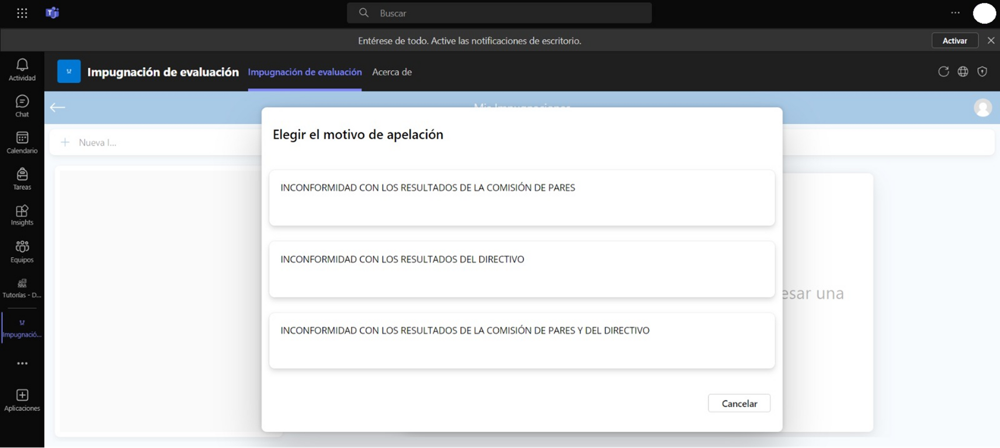 Buscar
Entérese de todo. Active las notificaciones de escritorio.
Activar
Impugnación de evaluación
Impugnación de evaluación
Acerca de
Actividad
Chat
Calendario
Tareas
Insights
Equipos
Tutorías - D...
Impugnació...
Aplicaciones
Mis Impugnaciones
Nueva I...
Elegir el motivo de apelación
INCONFORMIDAD CON LOS RESULTADOS DE LA COMISIÓN DE PARES
INCONFORMIDAD CON LOS RESULTADOS DEL DIRECTIVO
INCONFORMIDAD CON LOS RESULTADOS DE LA COMISIÓN DE PARES Y DEL DIRECTIVO
esar una
Cancelar